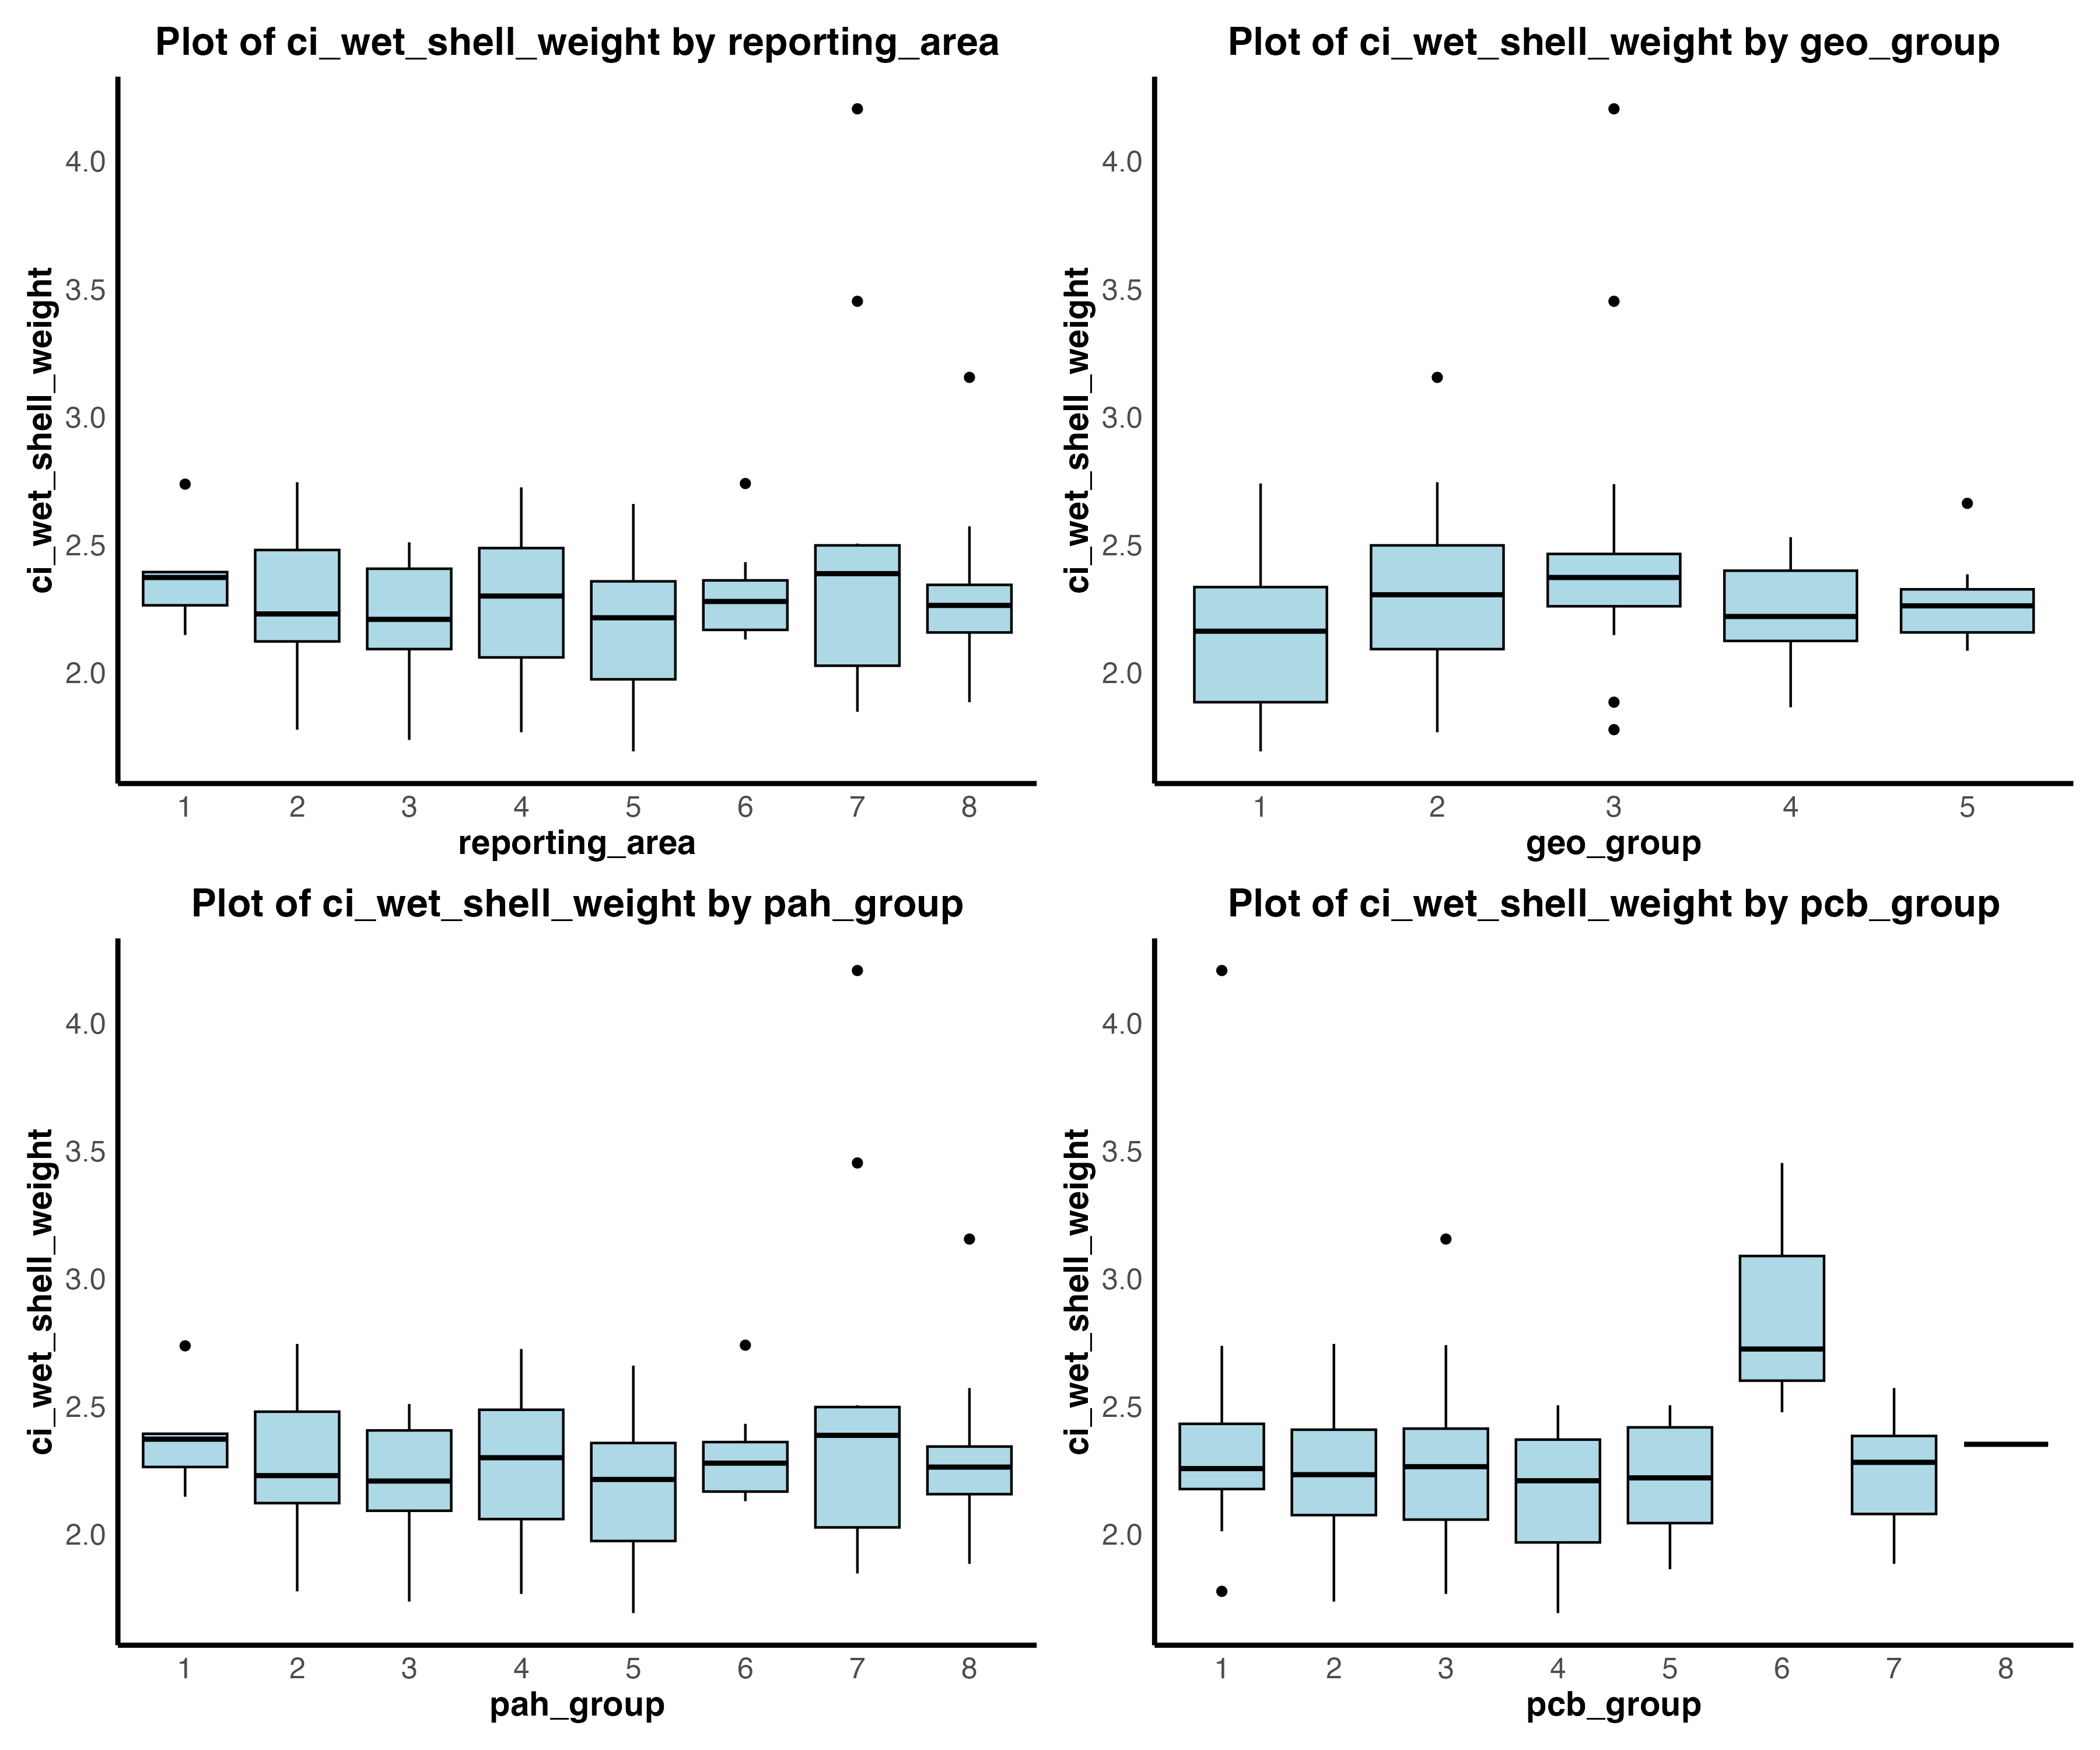 Plot of ci_wet_shell_weight by reporting_area
ci_wet_shell_weight
4.0
3.5
3.0
2.5
2.0
1 2 3 4 5 6 7 8
reporting_area
Plot of ci_wet_shell_weight by geo_group
ci_wet_shell_weight
4.0
3.5
3.0
2.5
2.0
1 2 3 4 5
geo_group
Plot of ci_wet_shell_weight by pah_group
ci_wet_shell_weight
4.0
3.5
3.0
2.5
2.0
1 2 3 4 5 6 7 8
pah_group
Plot of ci_wet_shell_weight by pcb_group
ci_wet_shell_weight
4.0
3.5
3.0
2.5
2.0
1 2 3 4 5 6 7 8
pcb_group